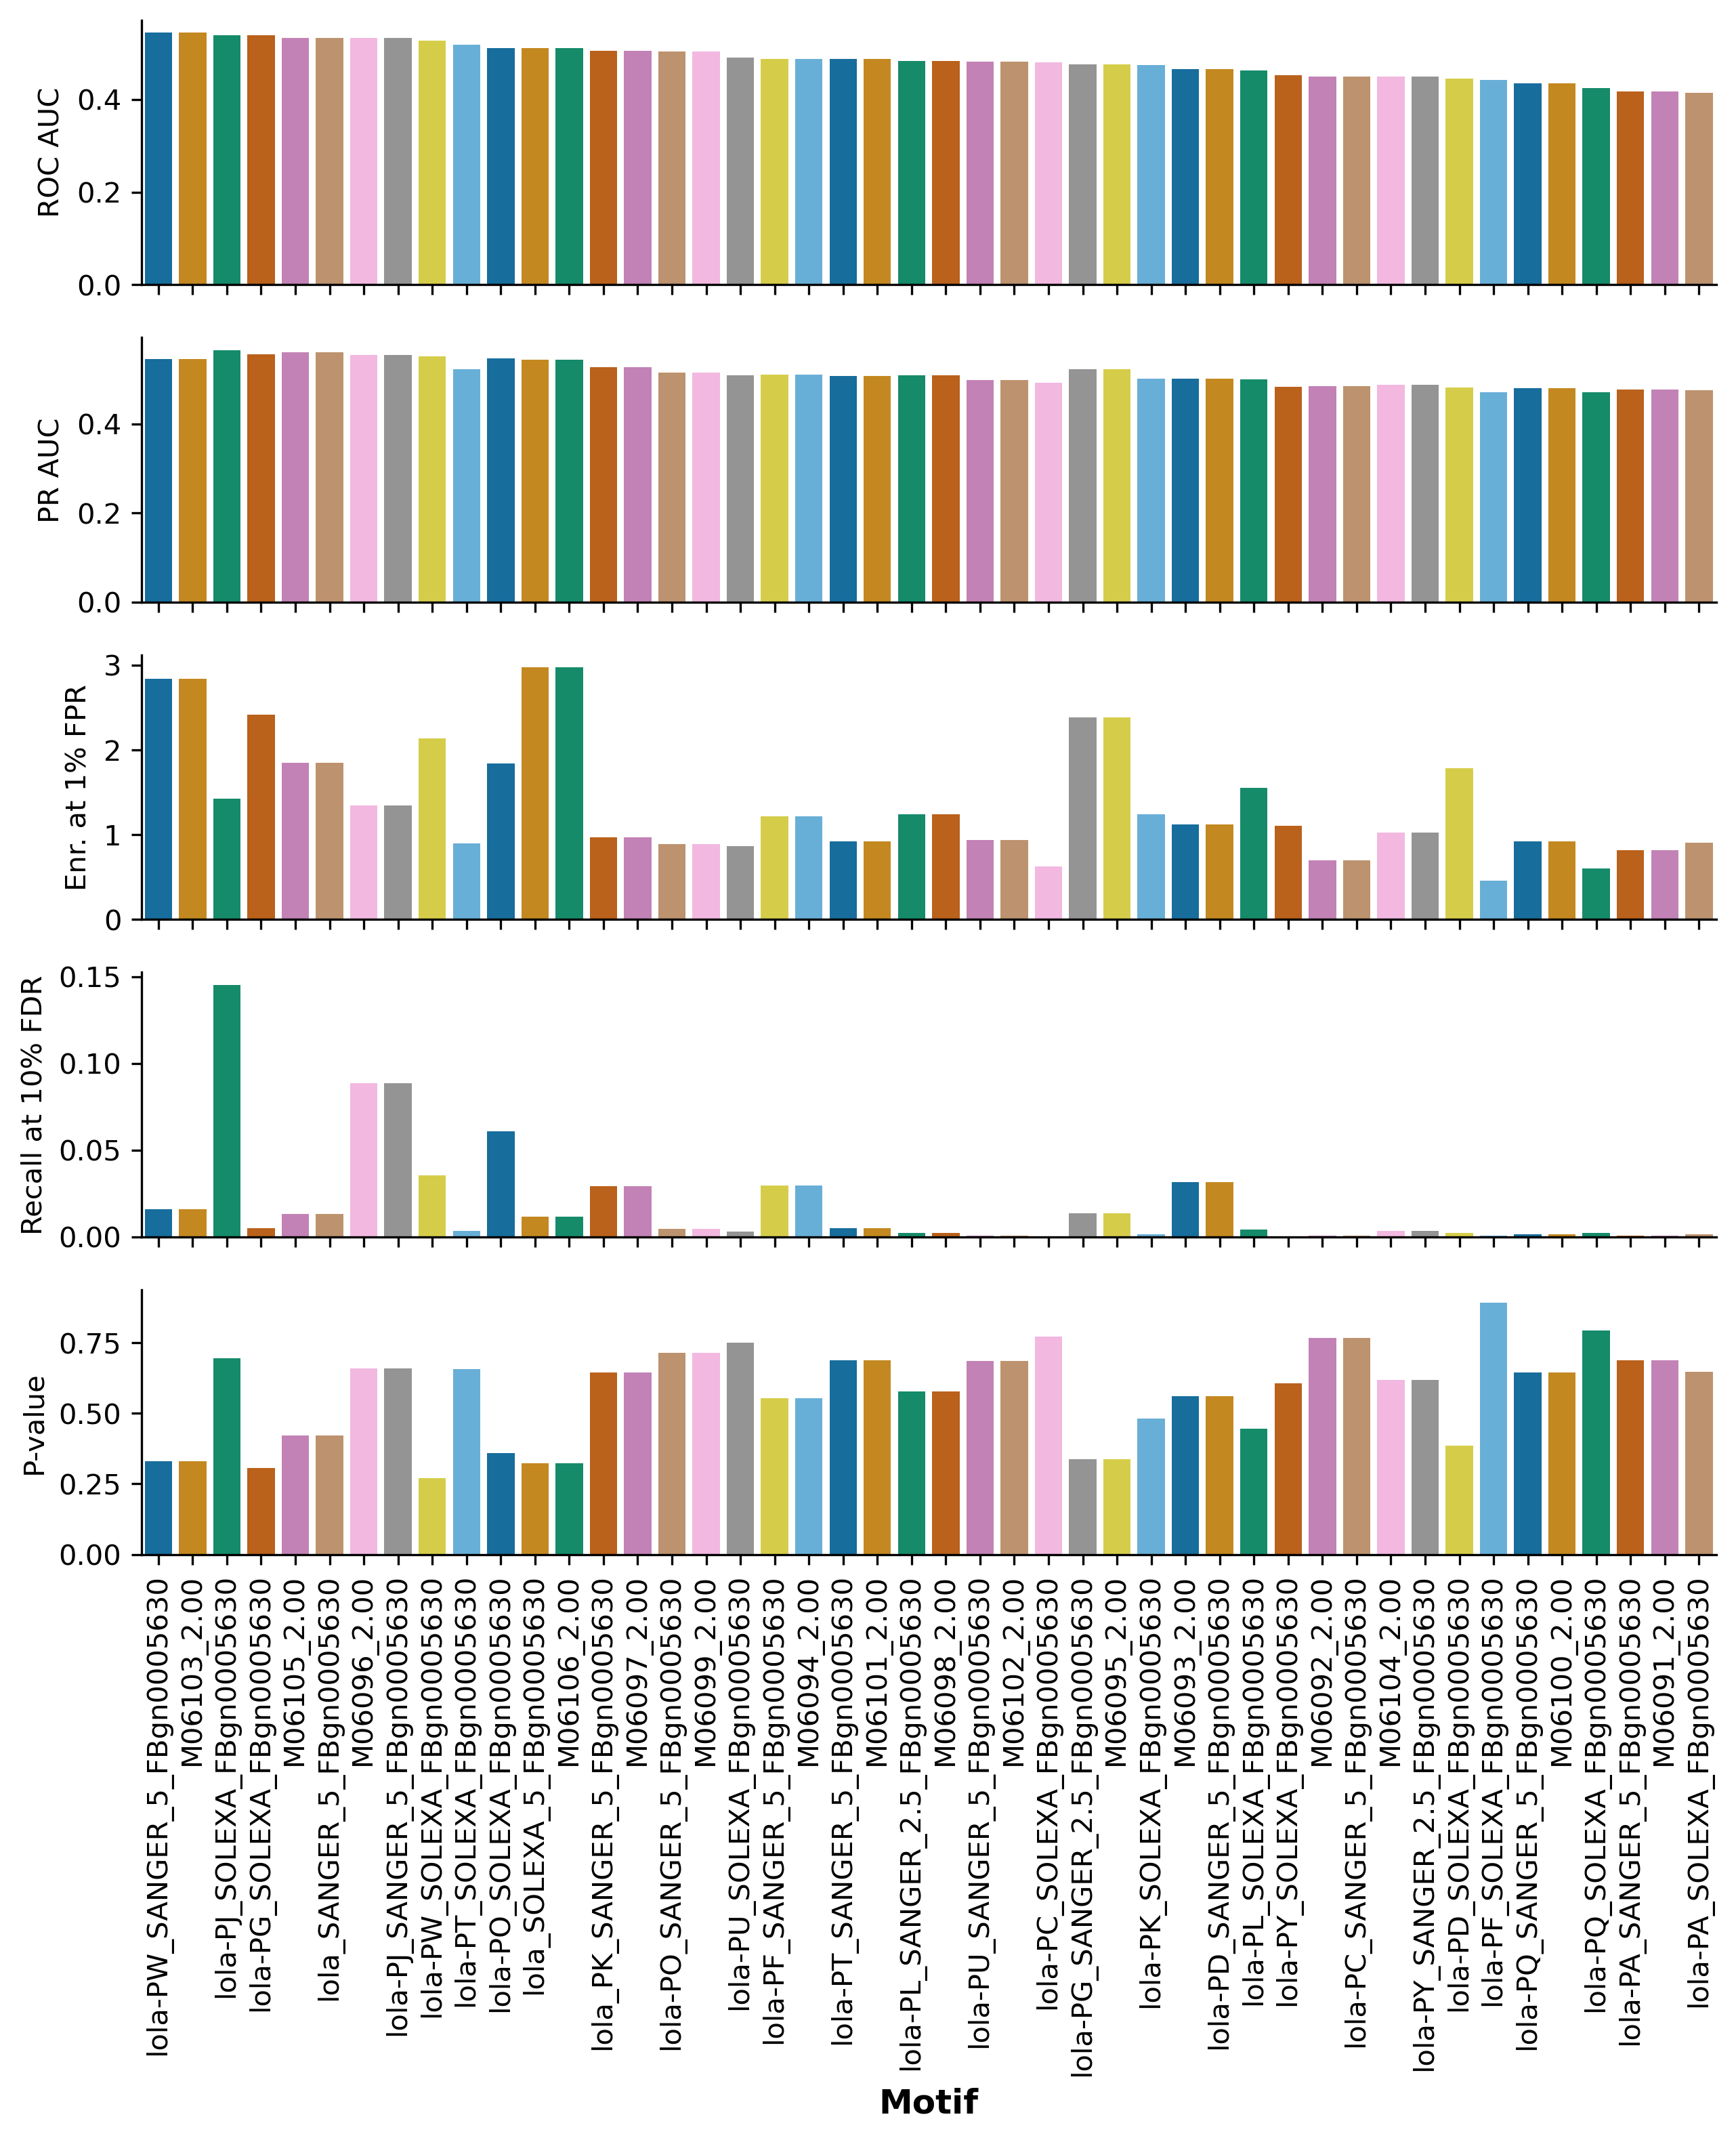 ROC AUC
0.4
0.2
0.0
PR AUC
0.4
0.2
0.0
Enr. at 1% FPR
3
2
1
0
Recall at 10% FDR
0.15
0.10
0.05
0.00
P-value
0.75
0.50
0.25
0.00
lola-PW_SANGER_5_FBgn0005630
M06103_2.00
lola-PJ_SOLEXA_FBgn0005630
lola-PG_SOLEXA_FBgn0005630
M06105_2.00
lola_SANGER_5_FBgn0005630
M06096_2.00
lola-PJ_SANGER_5_FBgn0005630
lola-PW_SOLEXA_FBgn0005630
lola-PT_SOLEXA_FBgn0005630
lola-PO_SOLEXA_FBgn0005630
lola_SOLEXA_5_FBgn0005630
M06106_2.00
lola_PK_SANGER_5_FBgn0005630
M06097_2.00
lola-PO_SANGER_5_FBgn0005630
M06099_2.00
lola-PU_SOLEXA_FBgn0005630
lola-PF_SANGER_5_FBgn0005630
M06094_2.00
lola-PT_SANGER_5_FBgn0005630
M06101_2.00
lola-PL_SANGER_2.5_FBgn0005630
M06098_2.00
lola-PU_SANGER_5_FBgn0005630
M06102_2.00
lola-PC_SOLEXA_FBgn0005630
lola-PG_SANGER_2.5_FBgn0005630
M06095_2.00
lola-PK_SOLEXA_FBgn0005630
M06093_2.00
lola-PD_SANGER_5_FBgn0005630
lola-PL_SOLEXA_FBgn0005630
lola-PY_SOLEXA_FBgn0005630
M06092_2.00
lola-PC_SANGER_5_FBgn0005630
M06104_2.00
lola-PY_SANGER_2.5_FBgn0005630
lola-PD_SOLEXA_FBgn0005630
lola-PF_SOLEXA_FBgn0005630
lola-PQ_SANGER_5_FBgn0005630
M06100_2.00
lola-PQ_SOLEXA_FBgn0005630
lola-PA_SANGER_5_FBgn0005630
M06091_2.00
lola-PA_SOLEXA_FBgn0005630
Motif